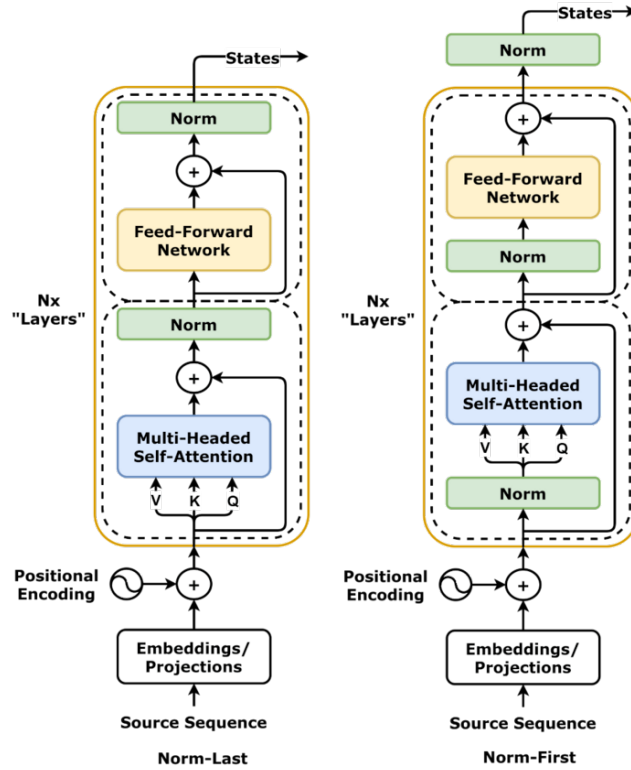 States
Norm
+
Feed-Forward
Network
Nx
"Layers"
Norm
+
Multi-Headed
Self-Attention
V K Q
Positional
Encoding
+
Embeddings/
Projections
Source Sequence
Norm-Last
States
Norm
+
Feed-Forward
Network
Norm
Nx
"Layers"
+
Multi-Headed
Self-Attention
V K Q
Norm
Positional
Encoding
+
Embeddings/
Projections
Source Sequence
Norm-First